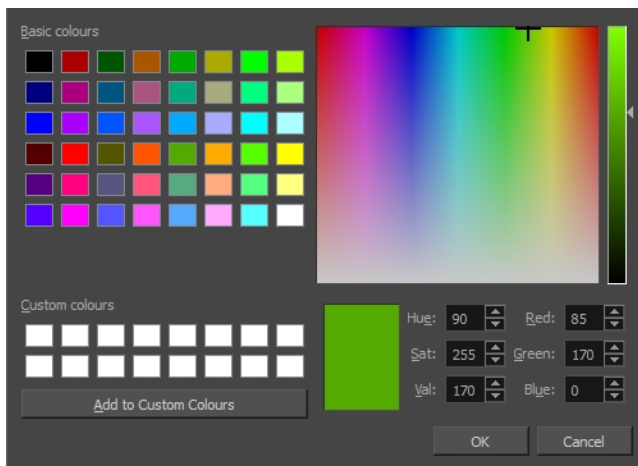 Basic colours
Custom colours
Add to Custom Colours
Hue: 90 Red: 85
Sat: 255 Green: 170
Val: 170 Blue: 0
OK Cancel